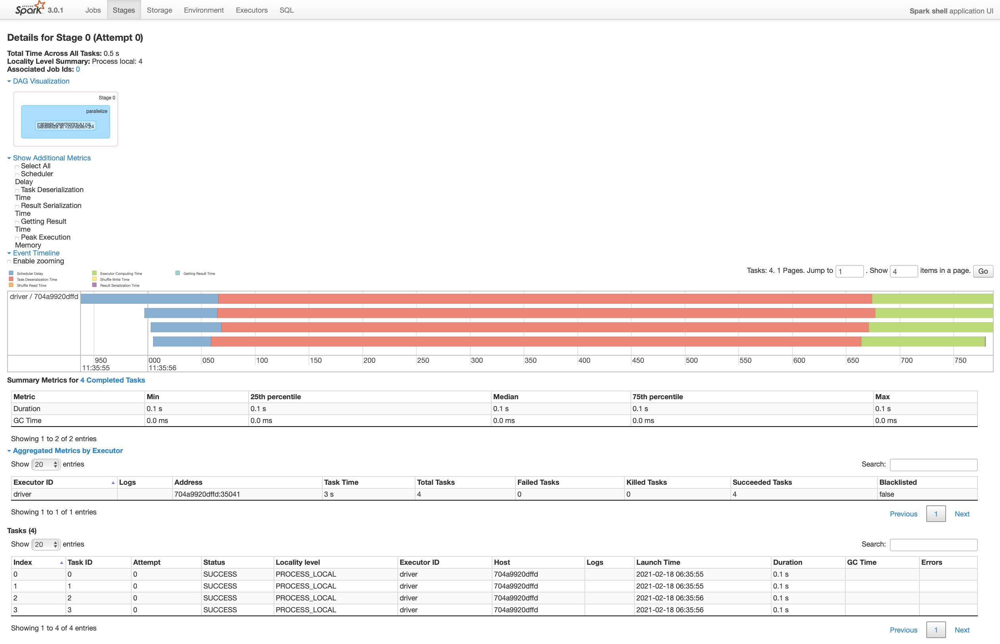 APACHE
Spark 3.0.1 Jobs Stages Storage Environment Executors SQL Spark shell application UI
Details for Stage 0 (Attempt 0)
Total Time Across All Tasks: 0.5 s
Locality Level Summary: Process local: 4
Associated Job Ids: 0
DAG Visualization
Stage 0
parallelize
ParallelCollectionRDD [0]
parallelize at <console>:24
Show Additional Metrics
Select All
Scheduler
Delay
Task Deserialization
Time
Result Serialization
Time
Getting Result
Time
Peak Execution
Memory
Event Timeline
Enable zooming
Tasks: 4. 1 Pages. Jump to 1 . Show 4 items in a page. Go
Scheduler Delay Executor Computing Time Getting Result Time
Task Deserialization Time Shuffle Write Time
Shuffle Read Time Result Serialization Time
driver / 704a9920dffd
950 000 050 100 150 200 250 300 350 400 450 500 550 600 650 700 750
11:35:55 11:35:56
Summary Metrics for 4 Completed Tasks
Metric Min 25th percentile Median 75th percentile Max
Duration 0.1 s 0.1 s 0.1 s 0.1 s 0.1 s
GC Time 0.0 ms 0.0 ms 0.0 ms 0.0 ms 0.0 ms
Showing 1 to 2 of 2 entries
Aggregated Metrics by Executor
Show 20 entries Search:
Executor ID Logs Address Task Time Total Tasks Failed Tasks Killed Tasks Succeeded Tasks Blacklisted
driver 704a9920dffd:35041 3 s 4 0 0 4 false
Showing 1 to 1 of 1 entries
Previous 1 Next
Tasks (4)
Show 20 entries Search:
Index Task ID Attempt Status Locality level Executor ID Host Logs Launch Time Duration GC Time Errors
0 0 0 SUCCESS PROCESS_LOCAL driver 704a9920dffd 2021-02-18 06:35:55 0.1 s
1 1 0 SUCCESS PROCESS_LOCAL driver 704a9920dffd 2021-02-18 06:35:55 0.1 s
2 2 0 SUCCESS PROCESS_LOCAL driver 704a9920dffd 2021-02-18 06:35:56 0.1 s
3 3 0 SUCCESS PROCESS_LOCAL driver 704a9920dffd 2021-02-18 06:35:56 0.1 s
Showing 1 to 4 of 4 entries
Previous 1 Next